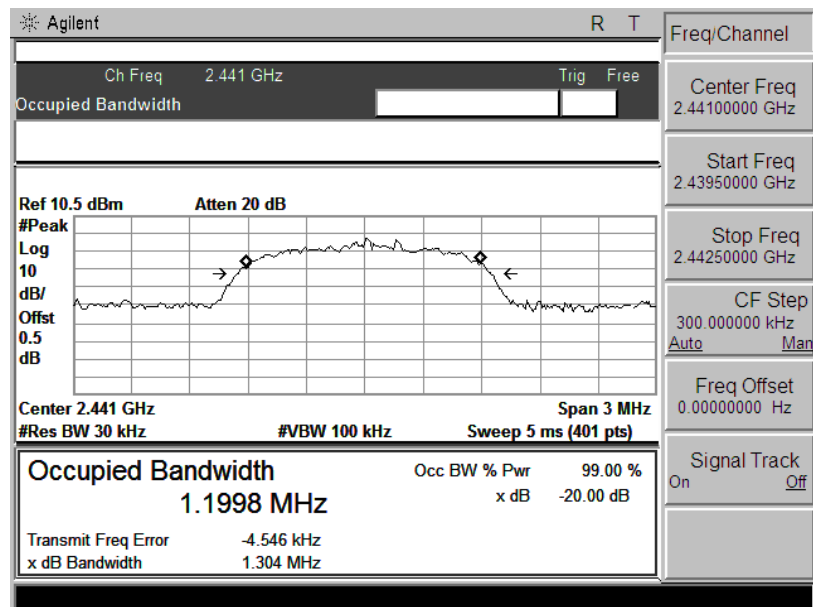 Agilent R T
Ch Freq 2.441 GHz Trig Free
Occupied Bandwidth
Ref 10.5 dBm Atten 20 dB
#Peak
Log
10
dB/
Offst
0.5
dB
Center 2.441 GHz Span 3 MHz
#Res BW 30 kHz #VBW 100 kHz Sweep 5 ms (401 pts)
Occupied Bandwidth Occ BW % Pwr 99.00 %
1.1998 MHz x dB -20.00 dB
Transmit Freq Error -4.546 kHz
x dB Bandwidth 1.304 MHz
Freq/Channel
Center Freq
2.44100000 GHz
Start Freq
2.43950000 GHz
Stop Freq
2.44250000 GHz
CF Step
300.000000 kHz
Auto Man
Freq Offset
0.00000000 Hz
Signal Track
On Off